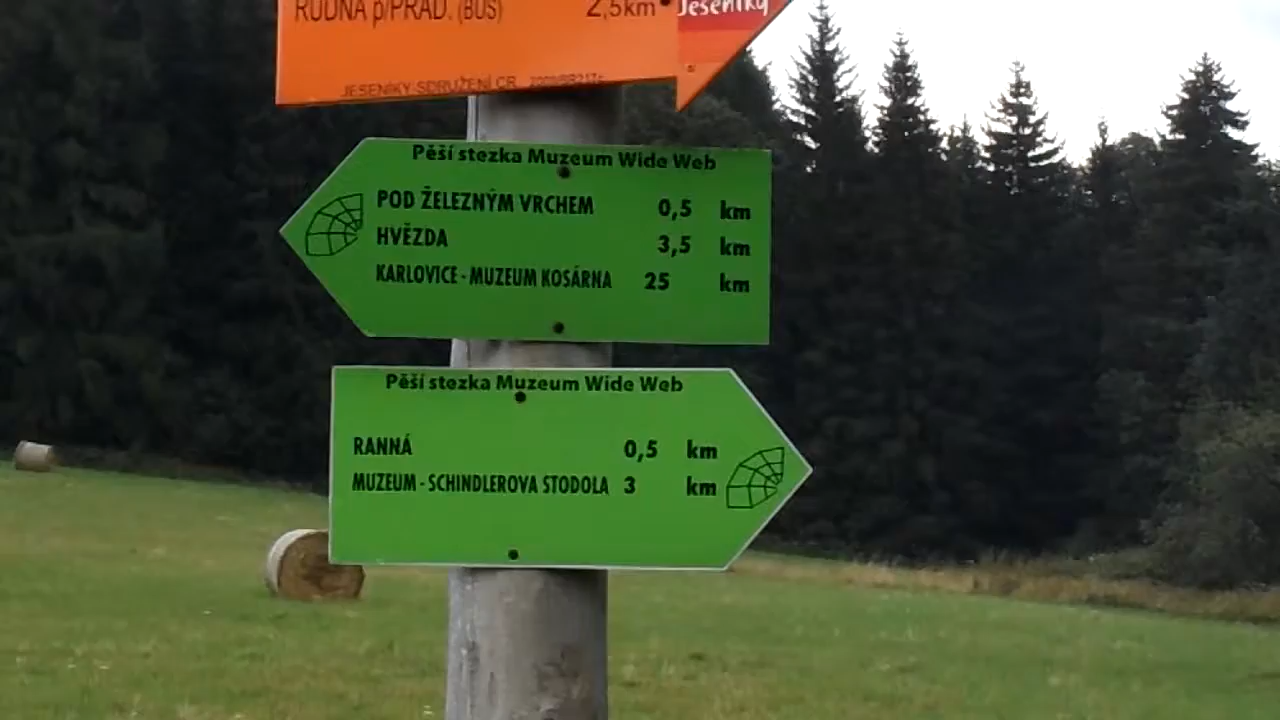 RUDNÁ p/PRAD. (BUS) 2,5km
Jeseníky
JESENÍKY-SDRUŽENÍ CR
Pěší stezka Muzeum Wide Web
POD ŽELEZNÝM VRCHEM 0,5 km
HVĚZDA 3,5 km
KARLOVICE - MUZEUM KOSÁRNA 25 km
Pěší stezka Muzeum Wide Web
RANNÁ 0,5 km
MUZEUM - SCHINDLEROVA STODOLA 3 km